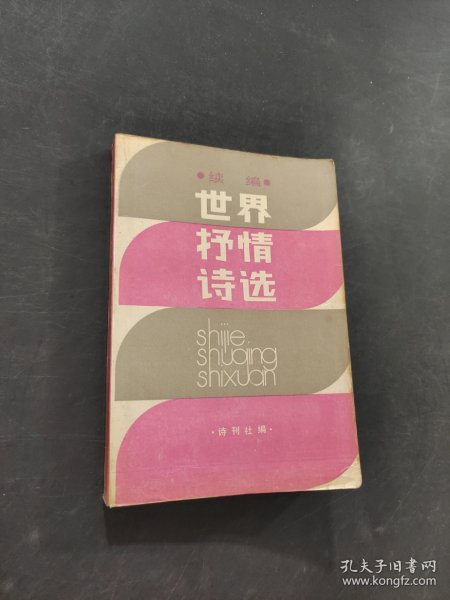 •续 编•
世界
抒情
诗选
shijie
shuqing
shixuan
·诗刊社编·
孔夫子旧书网
www.kongfz.com